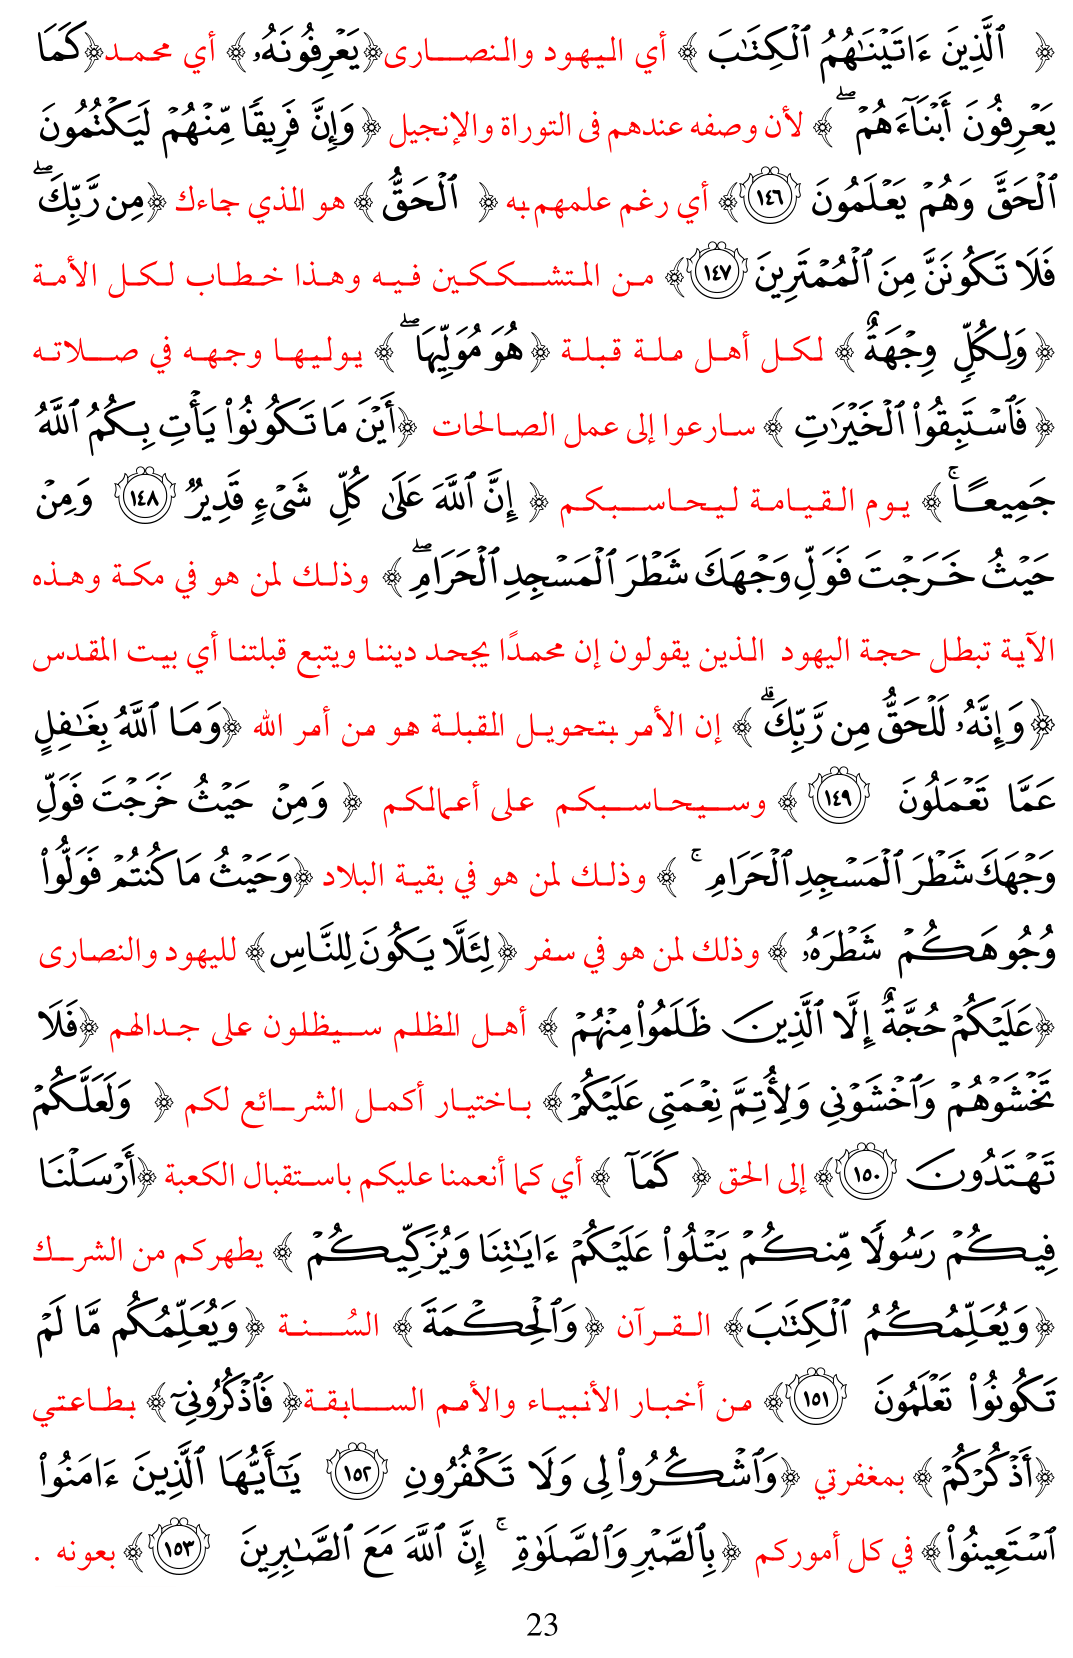 ﴿ ٱلَّذِينَ ءَاتَيۡنَٰهُمُ ٱلۡكِتَٰبَ ﴾ أي اليهود والنصارى﴿يَعۡرِفُونَهُۥ﴾ أي محمد﴿كَمَا
يَعۡرِفُونَ أَبۡنَآءَهُمۡۖ ﴾ لأن وصفه عندهم فى التوراة والإنجيل ﴿وَإِنَّ فَرِيقٗا مِّنۡهُمۡ لَيَكۡتُمُونَ
ٱلۡحَقَّ وَهُمۡ يَعۡلَمُونَ ١٤٦﴾ أي رغم علمهم به ﴿ ٱلۡحَقُّ ﴾ هو الذي جاءك ﴿مِن رَّبِّكَۖ
فَلَا تَكُونَنَّ مِنَ ٱلۡمُمۡتَرِينَ ١٤٧﴾ من المتشككين فيه وهذا خطاب لكل الأمة
﴿وَلِكُلّٖ وِجۡهَةٌ ﴾ لكل أهل ملة قبلة ﴿هُوَ مُوَلِّيهَاۖ ﴾ يوليها وجهه في صلاته
﴿فَٱسۡتَبِقُواْ ٱلۡخَيۡرَٰتِ ﴾ سارعوا إلى عمل الصالحات ﴿أَيۡنَ مَا تَكُونُواْ يَأۡتِ بِكُمُ ٱللَّهُ
جَمِيعًاۚ ﴾ يوم القيامة ليحاسبكم ﴿ إِنَّ ٱللَّهَ عَلَىٰ كُلِّ شَيۡءٖ قَدِيرٞ ١٤٨ وَمِنۡ
حَيۡثُ خَرَجۡتَ فَوَلِّ وَجۡهَكَ شَطۡرَ ٱلۡمَسۡجِدِ ٱلۡحَرَامِۖ ﴾ وذلك لمن هو في مكة وهذه
الآية تبطل حجة اليهود الذين يقولون إن محمدًا يجحد ديننا ويتبع قبلتنا أي بيت المقدس
﴿وَإِنَّهُۥ لَلۡحَقُّ مِن رَّبِّكَۗ ﴾ إن الأمر بتحويل القبلة هو من أمر الله ﴿وَمَا ٱللَّهُ بِغَٰفِلٍ
عَمَّا تَعۡمَلُونَ ١٤٩ ﴾ وسيحاسبكم على أعمالكم ﴿ وَمِنۡ حَيۡثُ خَرَجۡتَ فَوَلِّ
وَجۡهَكَ شَطۡرَ ٱلۡمَسۡجِدِ ٱلۡحَرَامِۚ ﴾ وذلك لمن هو في بقية البلاد ﴿وَحَيۡثُ مَا كُنتُمۡ فَوَلُّواْ
وُجُوهَكُمۡ شَطۡرَهُۥ ﴾ وذلك لمن هو في سفر ﴿لِئَلَّا يَكُونَ لِلنَّاسِ﴾ لليهود والنصارى
﴿عَلَيۡكُمۡ حُجَّةٌ إِلَّا ٱلَّذِينَ ظَلَمُواْ مِنۡهُمۡ ﴾ أهل الظلم سيظلون على جدالهم ﴿فَلَا
تَخۡشَوۡهُمۡ وَٱخۡشَوۡنِي وَلِأُتِمَّ نِعۡمَتِي عَلَيۡكُمۡ﴾ باختيار أكمل الشرائع لكم ﴿ وَلَعَلَّكُمۡ
تَهۡتَدُونَ ١٥٠﴾ إلى الحق ﴿ كَمَآ ﴾ أي كما أنعمنا عليكم باستقبال الكعبة ﴿أَرۡسَلۡنَا
فِيكُمۡ رَسُولٗا مِّنكُمۡ يَتۡلُواْ عَلَيۡكُمۡ ءَايَٰتِنَا وَيُزَكِّيكُمۡ ﴾ يطهركم من الشرك
﴿وَيُعَلِّمُكُمُ ٱلۡكِتَٰبَ﴾ القرآن ﴿وَٱلۡحِكۡمَةَ﴾ السُنة ﴿وَيُعَلِّمُكُم مَّا لَمۡ
تَكُونُواْ تَعۡلَمُونَ ١٥١﴾ من أخبار الأنبياء والأمم السابقة﴿ فَٱذۡكُرُونِيٓ﴾ بطاعتي
﴿أَذۡكُرۡكُمۡ ﴾ بمغفرتي ﴿وَٱشۡكُرُواْ لِي وَلَا تَكۡفُرُونِ ١٥٢ يَٰٓأَيُّهَا ٱلَّذِينَ ءَامَنُواْ
ٱسۡتَعِينُواْ﴾ في كل أموركم ﴿بِٱلصَّبۡرِ وَٱلصَّلَوٰةِۚ إِنَّ ٱللَّهَ مَعَ ٱلصَّٰبِرِينَ ١٥٣﴾ بعونه .
23